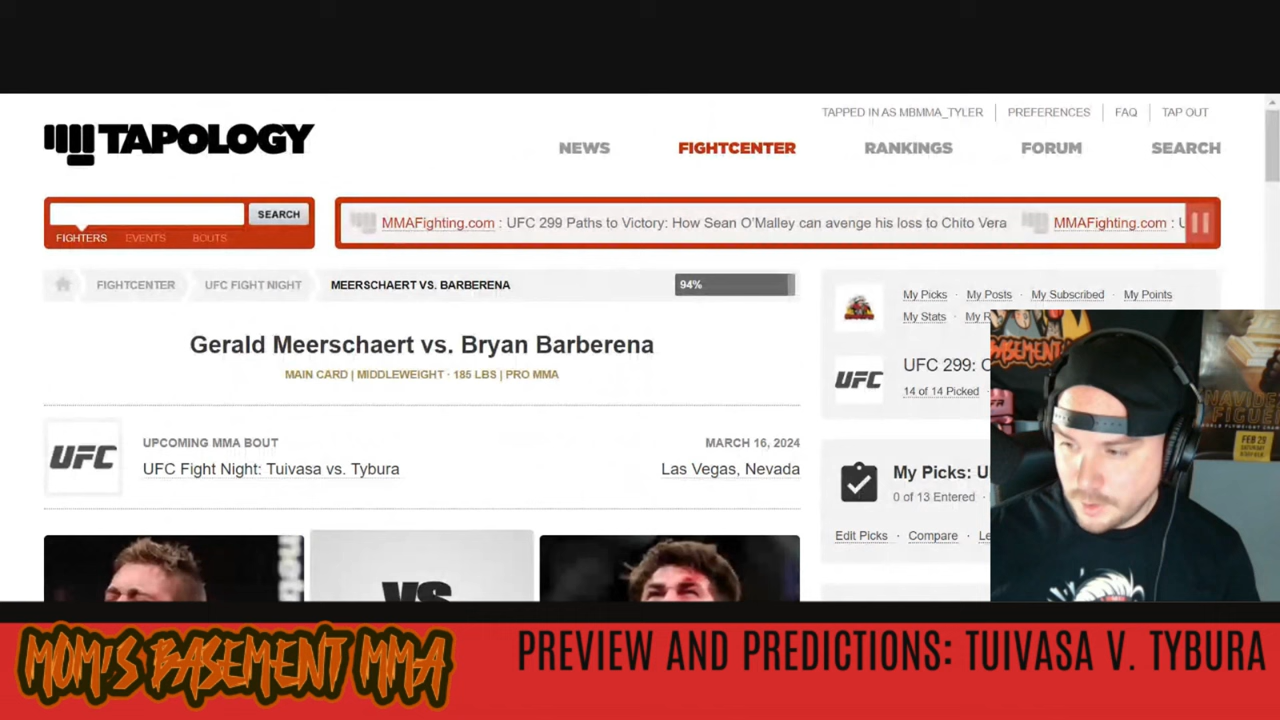 TAPPED IN AS MBMMA_TYLER PREFERENCES FAQ TAP OUT
TAPOLOGY
NEWS FIGHTCENTER RANKINGS FORUM SEARCH
SEARCH
FIGHTERS EVENTS BOUTS
MMAFighting.com : UFC 299 Paths to Victory: How Sean O'Malley can avenge his loss to Chito Vera MMAFighting.com :
FIGHTCENTER UFC FIGHT NIGHT MEERSCHAERT VS. BARBERENA 94%
My Picks · My Posts · My Subscribed · My Points
My Stats · My
Gerald Meerschaert vs. Bryan Barberena
MAIN CARD | MIDDLEWEIGHT · 185 LBS | PRO MMA
UFC
UFC 299:
14 of 14 Picked
UFC
UPCOMING MMA BOUT MARCH 16, 2024
UFC Fight Night: Tuivasa vs. Tybura Las Vegas, Nevada
My Picks: U
0 of 13 Entered ·
Edit Picks · Compare · Le
VS
BASEMENT
FEB 29
MOM'S BASEMENT MMA
PREVIEW AND PREDICTIONS: TUIVASA V. TYBURA